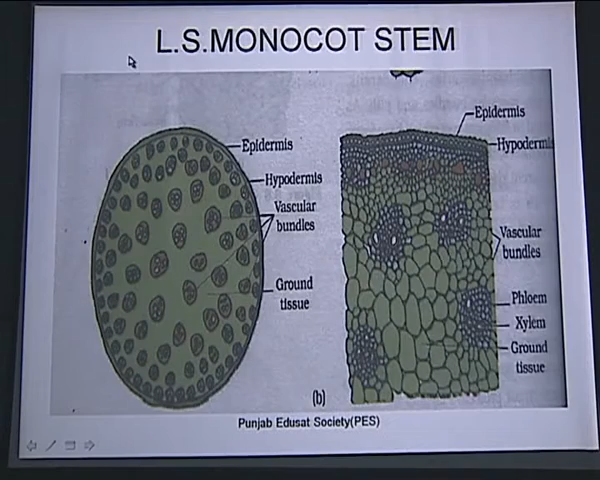 L.S.MONOCOT STEM
Epidermis
Hypodermis
Vascular
bundles
Ground
tissue
Epidermis
Hypoderm
Vascular
bundles
Phloem
Xylem
Ground
tissue
(b)
Punjab Edusat Society(PES)